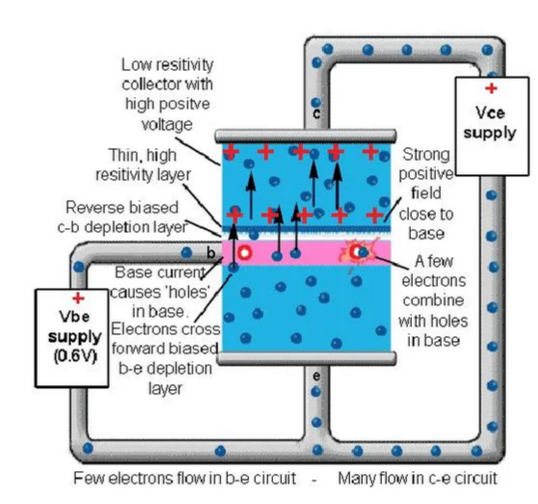 Low resitivity
collector with
high positve
voltage
Thin, high
resitivity layer
Reverse biased
c-b depletion layer
b
Base current
causes 'holes'
in base.
Electrons cross
forward biased
b-e depletion
layer
+
Vbe
supply
(0.6V)
c
+ + + + +
+ + + + +
e
+
Vce
supply
Strong
positive
field
close to
base
A few
electrons
combine
with holes
in base
Few electrons flow in b-e circuit - Many flow in c-e circuit